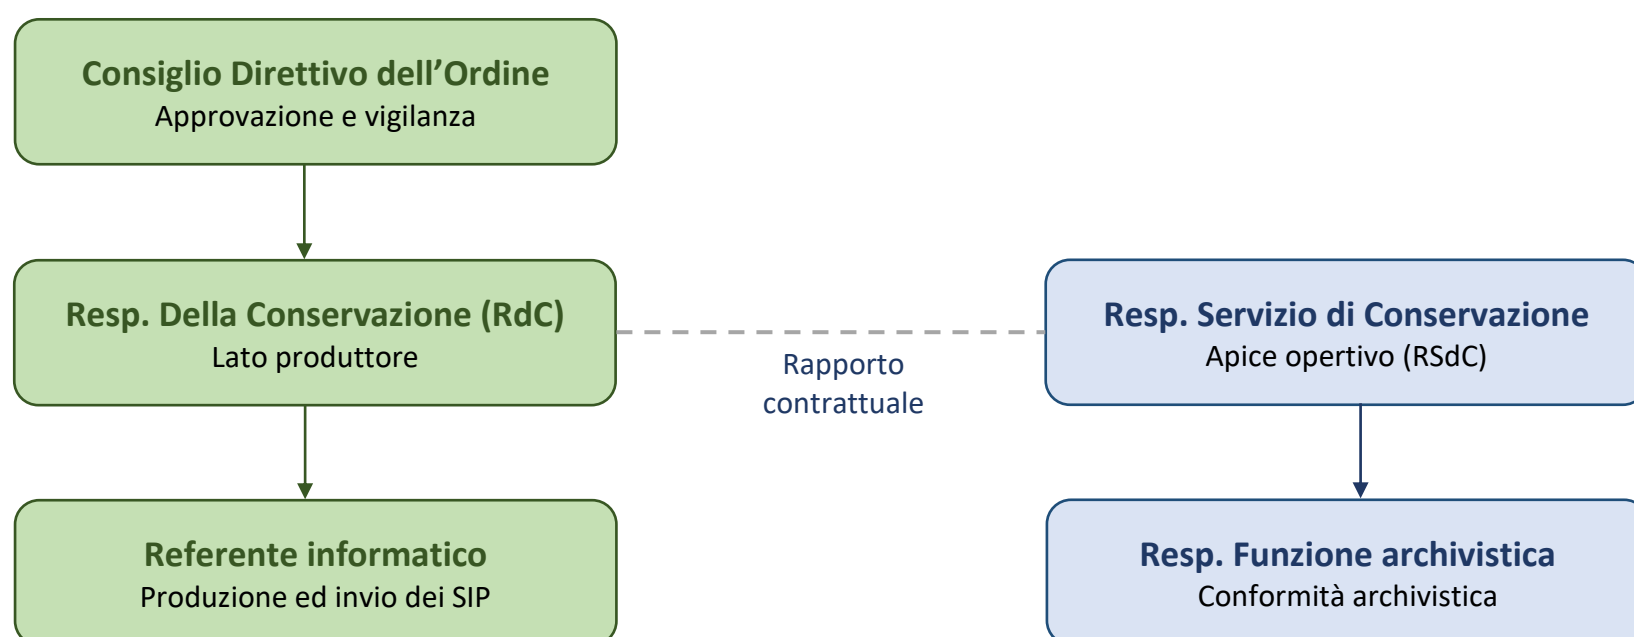 Consiglio Direttivo dell’Ordine
Approvazione e vigilanza
Resp. Della Conservazione (RdC)
Lato produttore
Rapporto
contrattuale
Resp. Servizio di Conservazione
Apice opertivo (RSdC)
Referente informatico
Produzione ed invio dei SIP
Resp. Funzione archivistica
Conformità archivistica